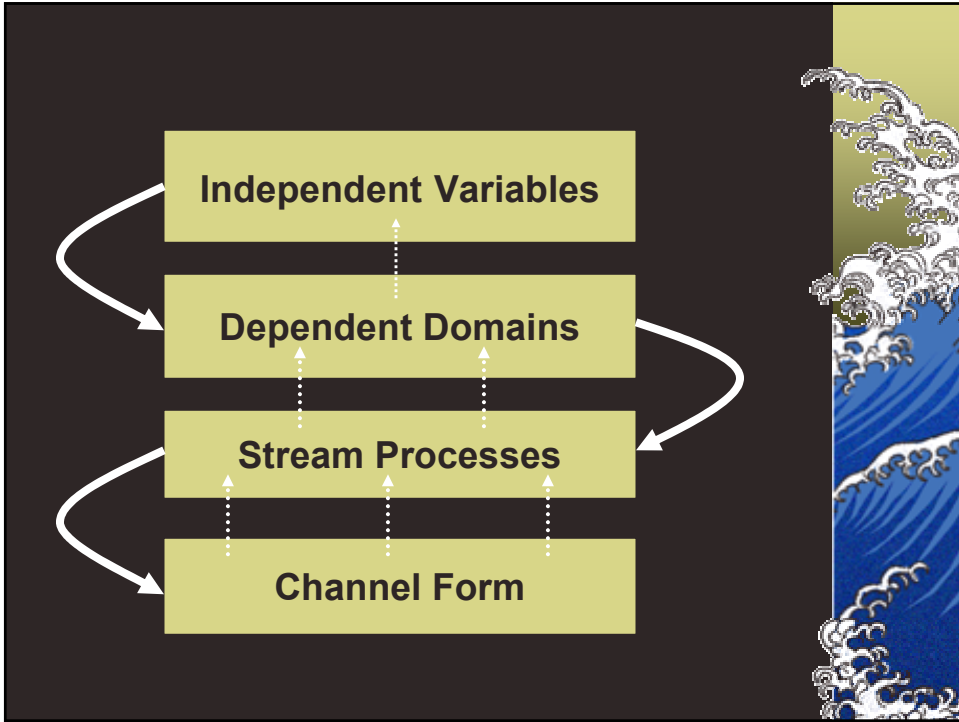 Independent Variables
Dependent Domains
Stream Processes
Channel Form